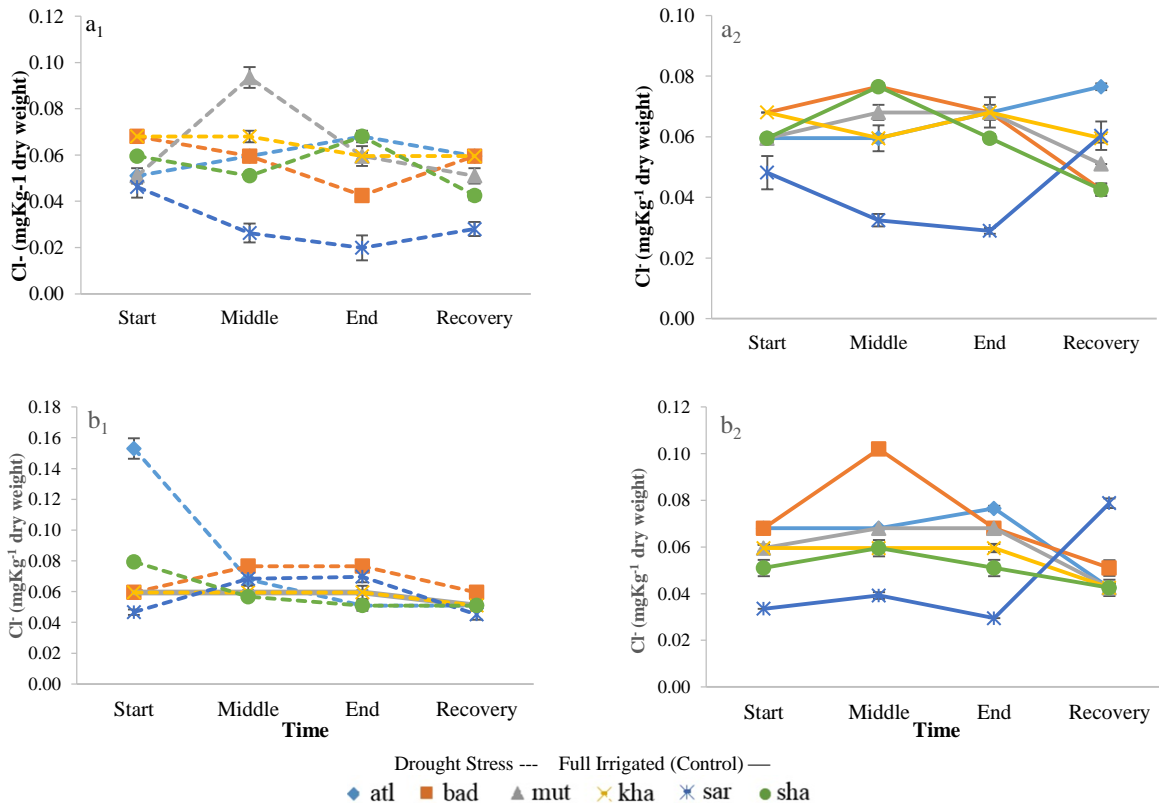 a1
Cl- (mgKg-1 dry weight)
0.12
0.10
0.08
0.06
0.04
0.02
0.00
Start Middle End Recovery
a2
Cl- (mgKg-1 dry weight)
0.10
0.08
0.06
0.04
0.02
0.00
Start Middle End Recovery
b1
Cl- (mgKg-1 dry weight)
0.18
0.16
0.14
0.12
0.10
0.08
0.06
0.04
0.02
0.00
Start Middle End Recovery
Time
b2
Cl- (mgKg-1 dry weight)
0.12
0.10
0.08
0.06
0.04
0.02
0.00
Start Middle End Recovery
Time
Drought Stress --- Full Irrigated (Control) —
atl bad mut kha sar sha